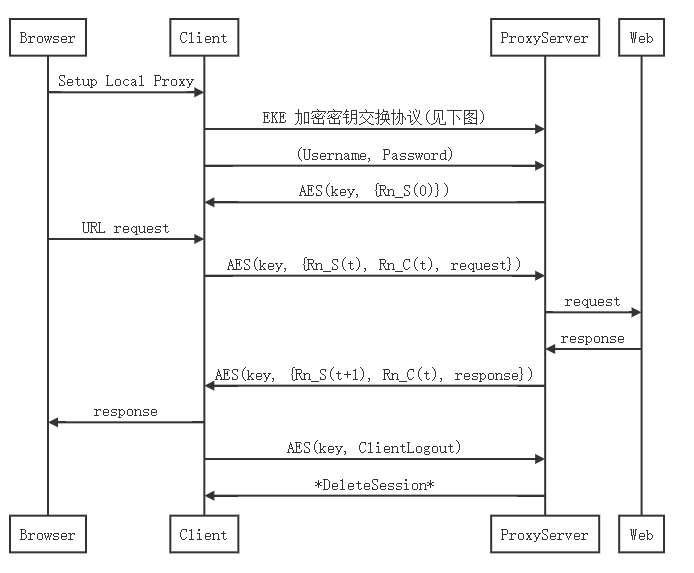 Browser Client ProxyServer Web
Setup Local Proxy
EKE 加密密钥交换协议(见下图)
(Username, Password)
AES(key, {Rn_S(0)})
URL request
AES(key, {Rn_S(t), Rn_C(t), request})
request
response
AES(key, {Rn_S(t+1), Rn_C(t), response})
response
AES(key, ClientLogout)
*DeleteSession*
Browser Client ProxyServer Web